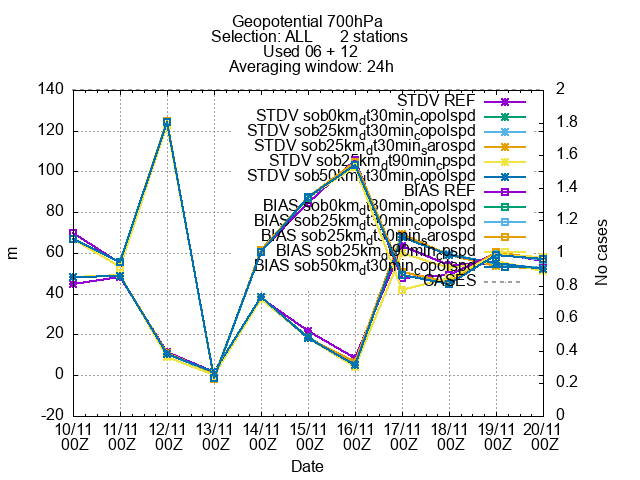 Geopotential 700hPa
Selection: ALL 2 stations
Used 06 + 12
Averaging window: 24h
140
120
100
80
60
40
20
0
-20
m
2
1.8
1.6
1.4
1.2
1
0.8
0.6
0.4
0.2
0
No cases
STDV REF
STDV sob0km_dt30min_copolspd
STDV sob25km_dt30min_copolspd
STDV sob25km_dt30min_sarospd
STDV sob25km_dt90min_cpspd
STDV sob50km_dt30min_copolspd
BIAS REF
BIAS sob0km_dt30min_copolspd
BIAS sob25km_dt30min_copolspd
BIAS sob25km_dt30min_sarospd
BIAS sob25km_dt90min_cpspd
BIAS sob50km_dt30min_copolspd
CASES
10/11 11/11 12/11 13/11 14/11 15/11 16/11 17/11 18/11 19/11 20/11
00Z 00Z 00Z 00Z 00Z 00Z 00Z 00Z 00Z 00Z 00Z
Date